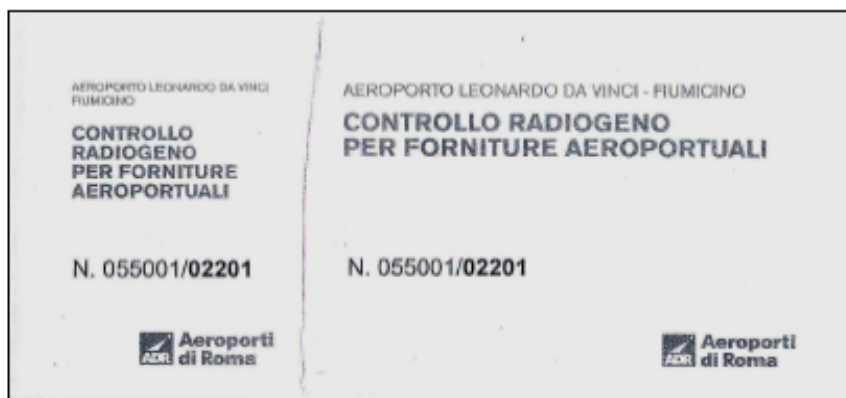 AEROPORTO LEONARDO DA VINCI
FIUMICINO
CONTROLLO
RADIOGENO
PER FORNITURE
AEROPORTUALI
N. 055001/02201
ADR
Aeroporti
di Roma
AEROPORTO LEONARDO DA VINCI - FIUMICINO
CONTROLLO RADIOGENO
PER FORNITURE AEROPORTUALI
N. 055001/02201
ADR
Aeroporti
di Roma